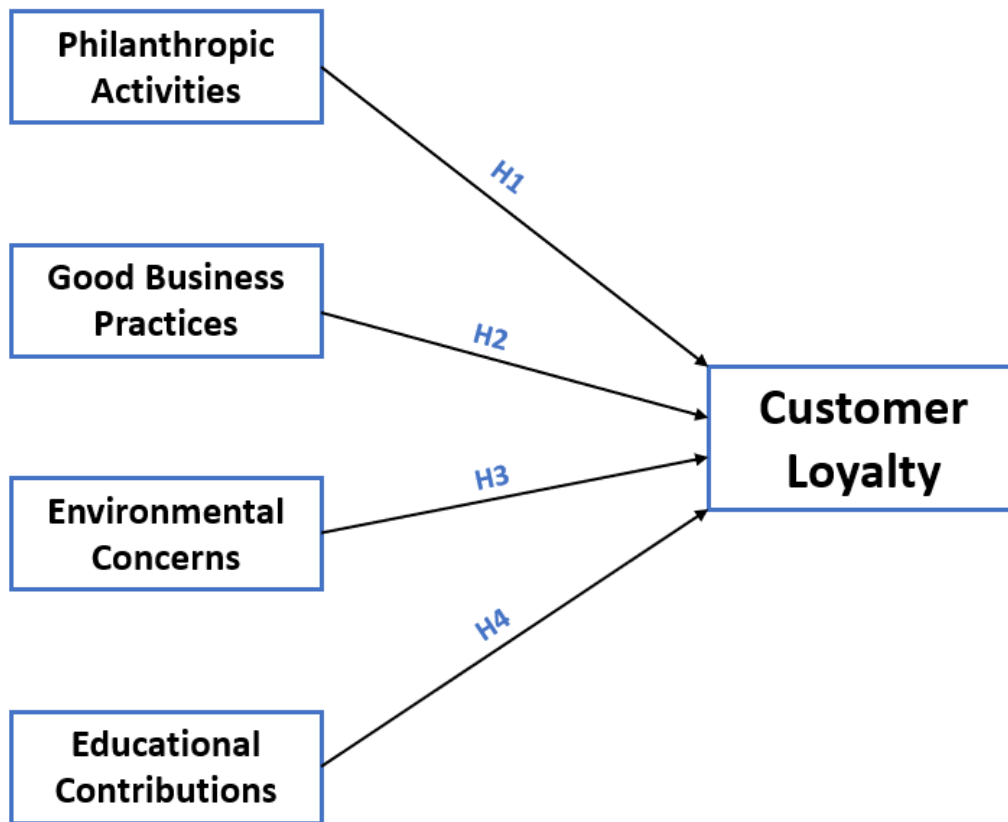 Philanthropic
Activities
H1
Good Business
Practices
H2
Customer
Loyalty
H3
Environmental
Concerns
H4
Educational
Contributions